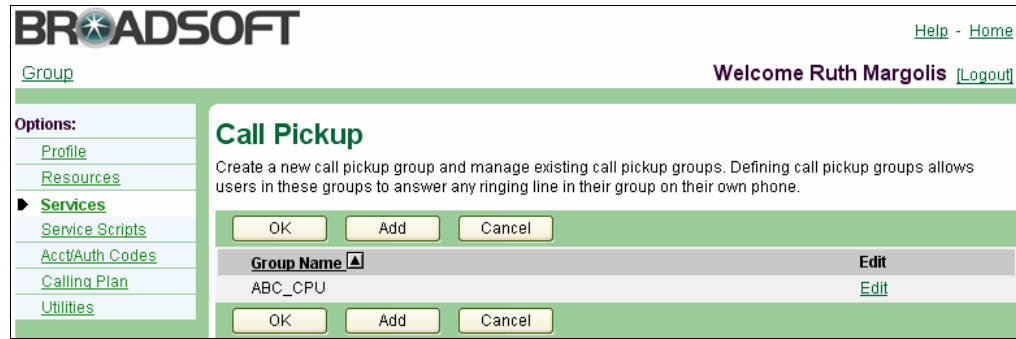 BROADSOFT
Help - Home
Group
Welcome Ruth Margolis [Logout]
Options:
Profile
Resources
Services
Service Scripts
Acct/Auth Codes
Calling Plan
Utilities
Call Pickup
Create a new call pickup group and manage existing call pickup groups. Defining call pickup groups allows
users in these groups to answer any ringing line in their group on their own phone.
OK Add Cancel
Group Name Edit
ABC_CPU Edit
OK Add Cancel